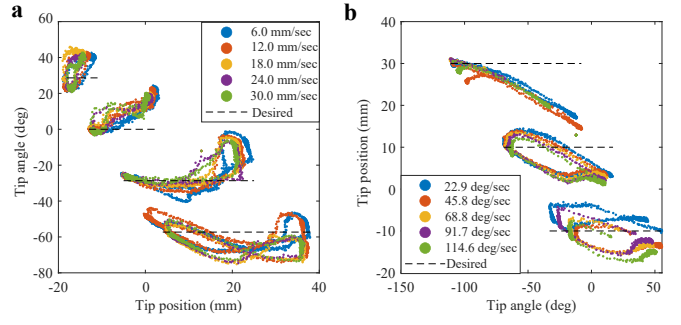 a
60
40
20
0
-20
-40
-60
-80
Tip angle (deg)
-20
0
20
40
Tip position (mm)
6.0 mm/sec
12.0 mm/sec
18.0 mm/sec
24.0 mm/sec
30.0 mm/sec
Desired
b
40
30
20
10
0
-10
-20
Tip position (mm)
-150
-100
-50
0
50
Tip angle (deg)
22.9 deg/sec
45.8 deg/sec
68.8 deg/sec
91.7 deg/sec
114.6 deg/sec
Desired